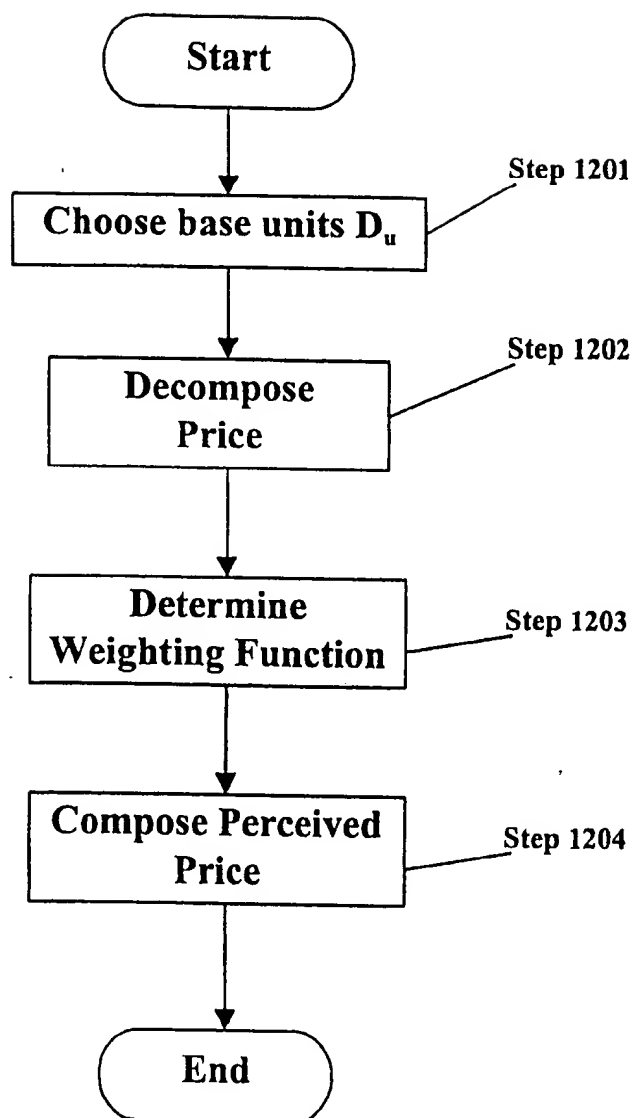 Start
Step 1201
Choose base units Dᵤ
Step 1202
Decompose
Price
Determine
Weighting Function
Step 1203
Compose Perceived
Price
Step 1204
End